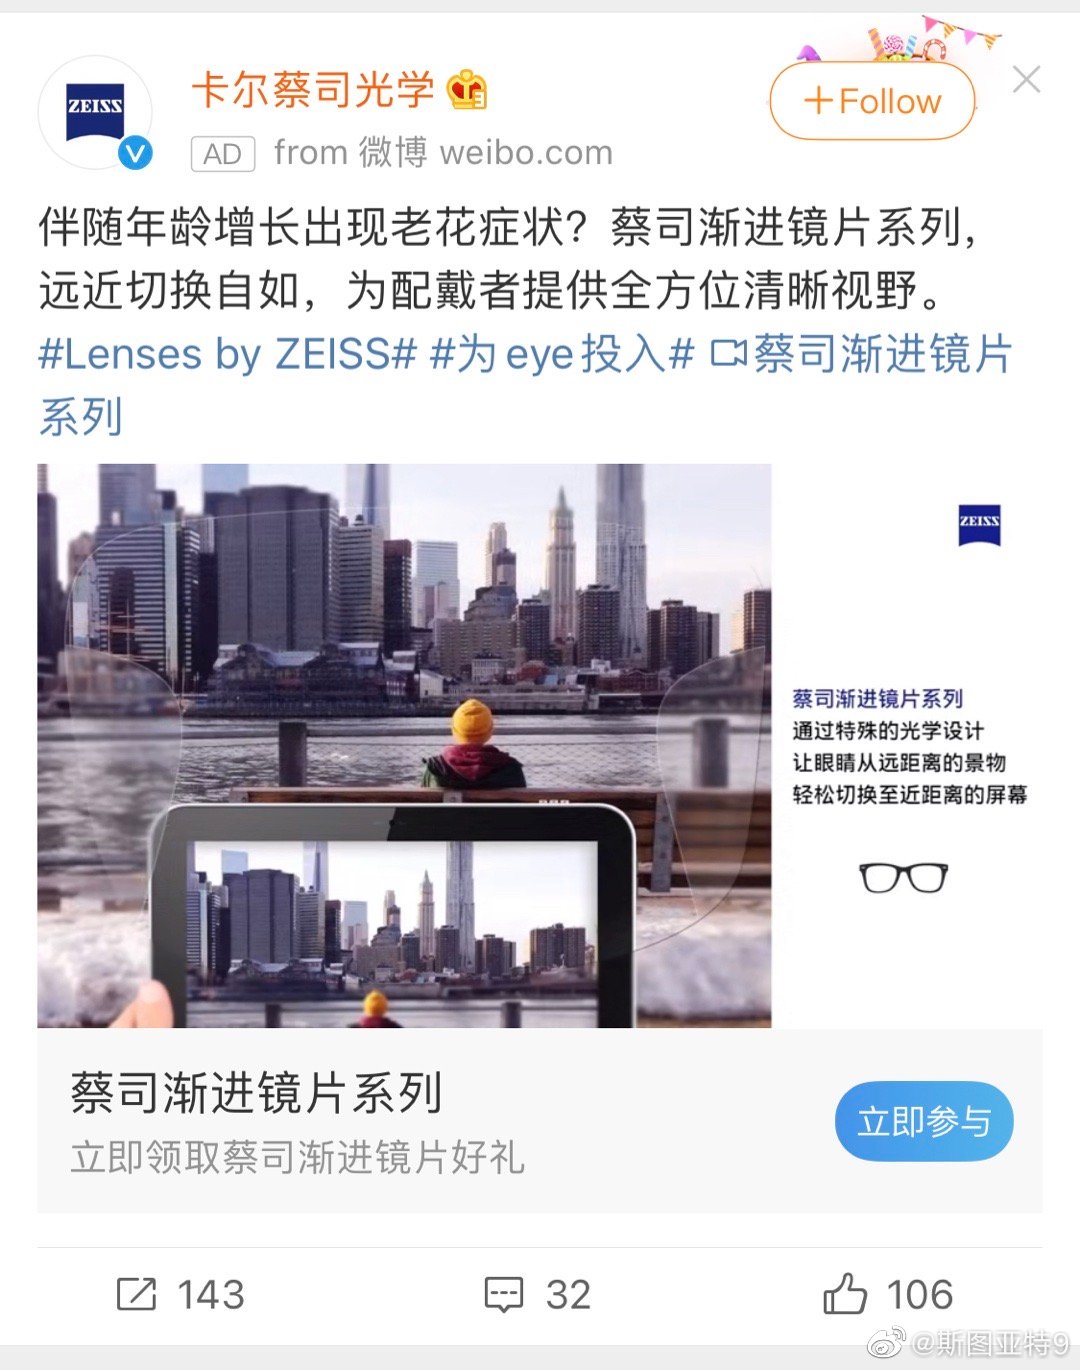 ZEISS
卡尔蔡司光学
+Follow
AD from 微博 weibo.com
伴随年龄增长出现老花症状？蔡司渐进镜片系列，
远近切换自如，为配戴者提供全方位清晰视野。
#Lenses by ZEISS# #为eye投入# 蔡司渐进镜片
系列
ZEISS
蔡司渐进镜片系列
通过特殊的光学设计
让眼睛从远距离的景物
轻松切换至近距离的屏幕
蔡司渐进镜片系列
立即领取蔡司渐进镜片好礼
立即参与
143
32
106
@斯图亚特9